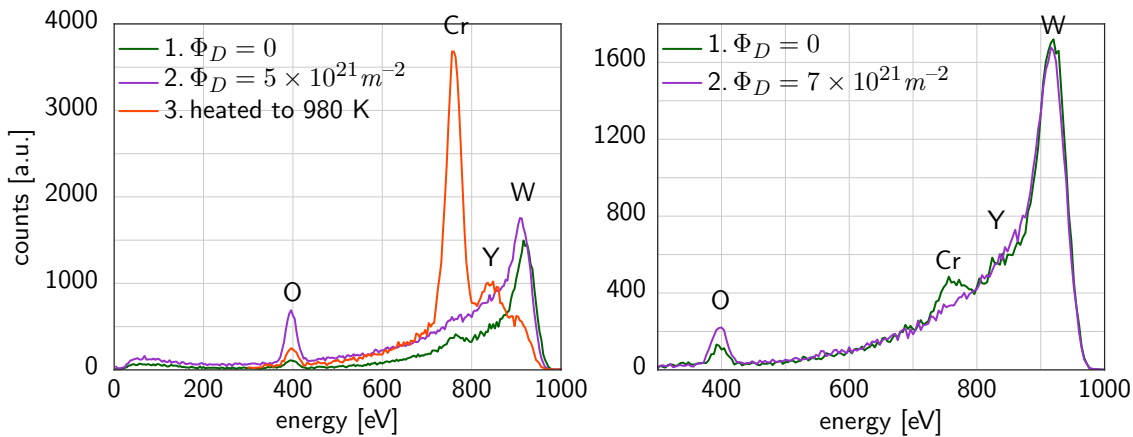 4000
3000
2000
1000
0
counts [a.u.]
1. Φ_D = 0
2. Φ_D = 5 × 10^21 m^−2
3. heated to 980 K
Cr
W
Y
O
0 200 400 600 800 1000
energy [eV]
1600
1200
800
400
0
1. Φ_D = 0
2. Φ_D = 7 × 10^21 m^−2
W
Y
Cr
O
400 600 800 1000
energy [eV]